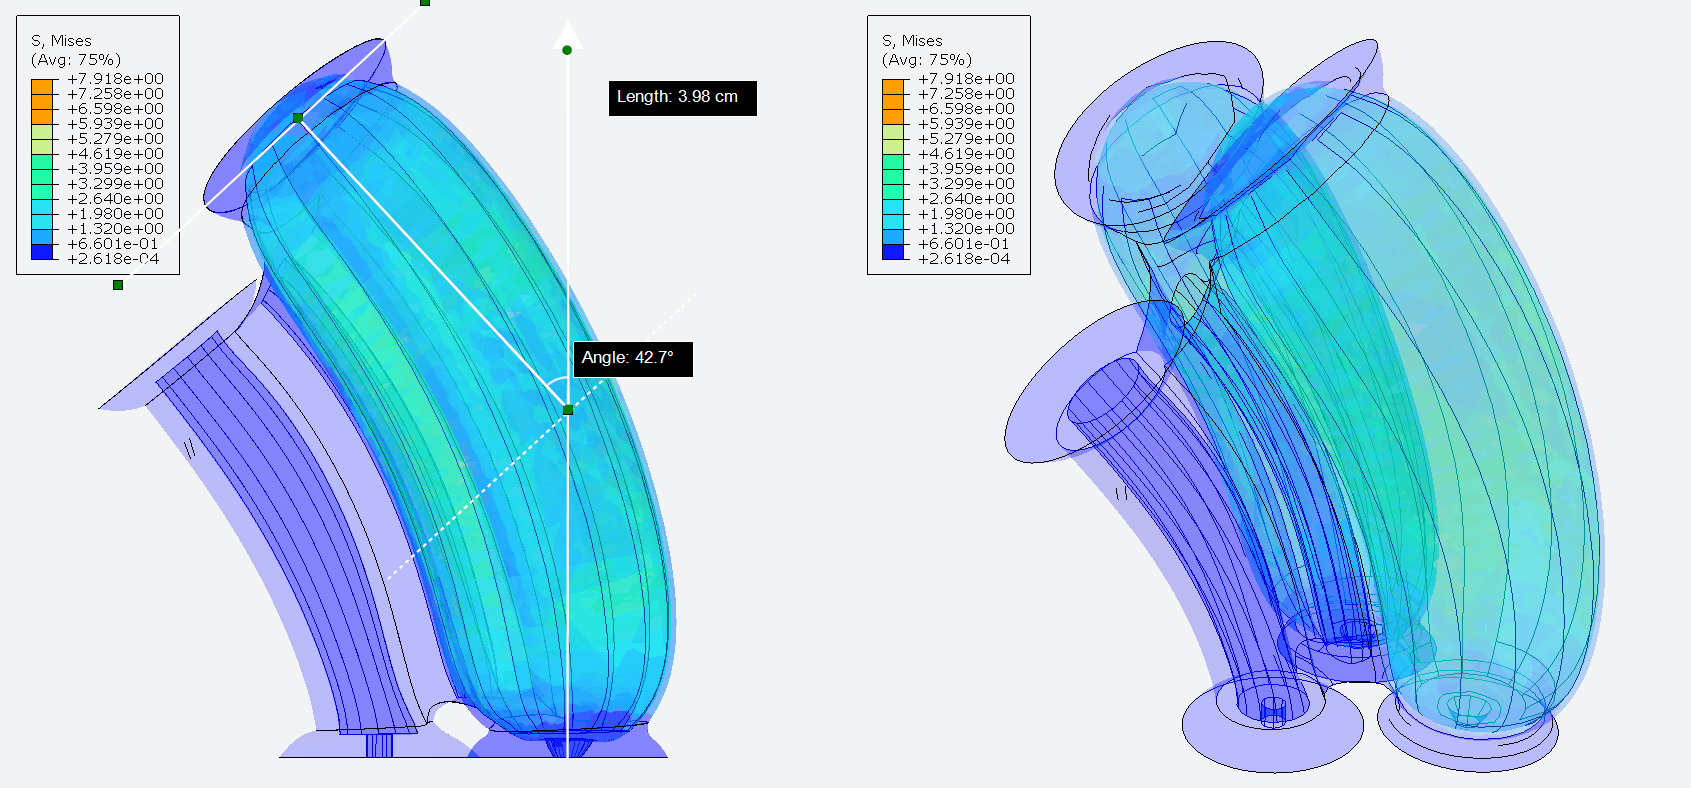 S, Mises
(Avg: 75%)
+7.918e+00
+7.258e+00
+6.598e+00
+5.939e+00
+5.279e+00
+4.619e+00
+3.959e+00
+3.299e+00
+2.640e+00
+1.980e+00
+1.320e+00
+6.601e-01
+2.618e-04
Length: 3.98 cm
Angle: 42.7°
S, Mises
(Avg: 75%)
+7.918e+00
+7.258e+00
+6.598e+00
+5.939e+00
+5.279e+00
+4.619e+00
+3.959e+00
+3.299e+00
+2.640e+00
+1.980e+00
+1.320e+00
+6.601e-01
+2.618e-04